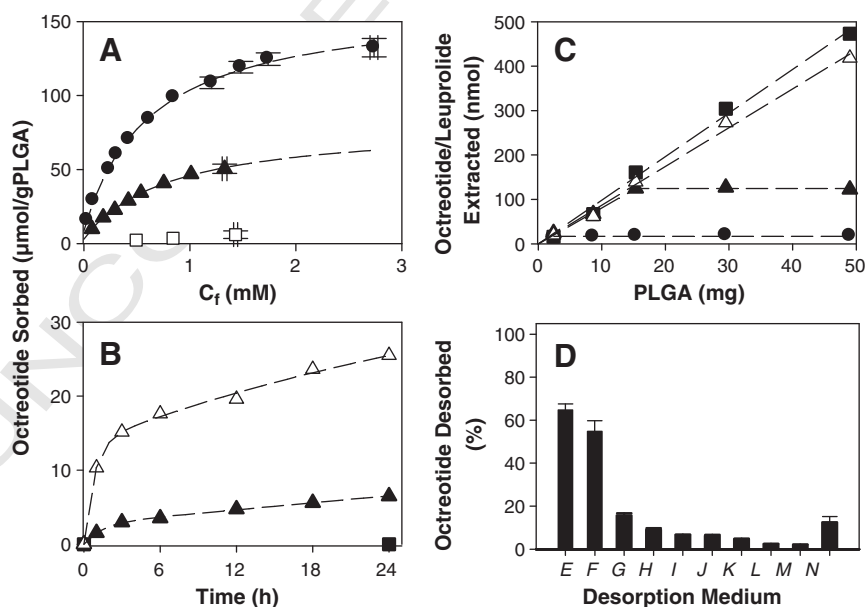 A
150
100
50
0
0
1
2
3
C_f (mM)
Octreotide Sorbed (μmol/gPLGA)
B
30
20
10
0
0
6
12
18
24
Time (h)
C
500
400
300
200
100
0
0
10
20
30
40
50
PLGA (mg)
Octreotide/Leuprolide
Extracted (nmol)
D
100
80
60
40
20
0
E F G H I J K L M N
Desorption Medium
Octreotide Desorbed
(%)